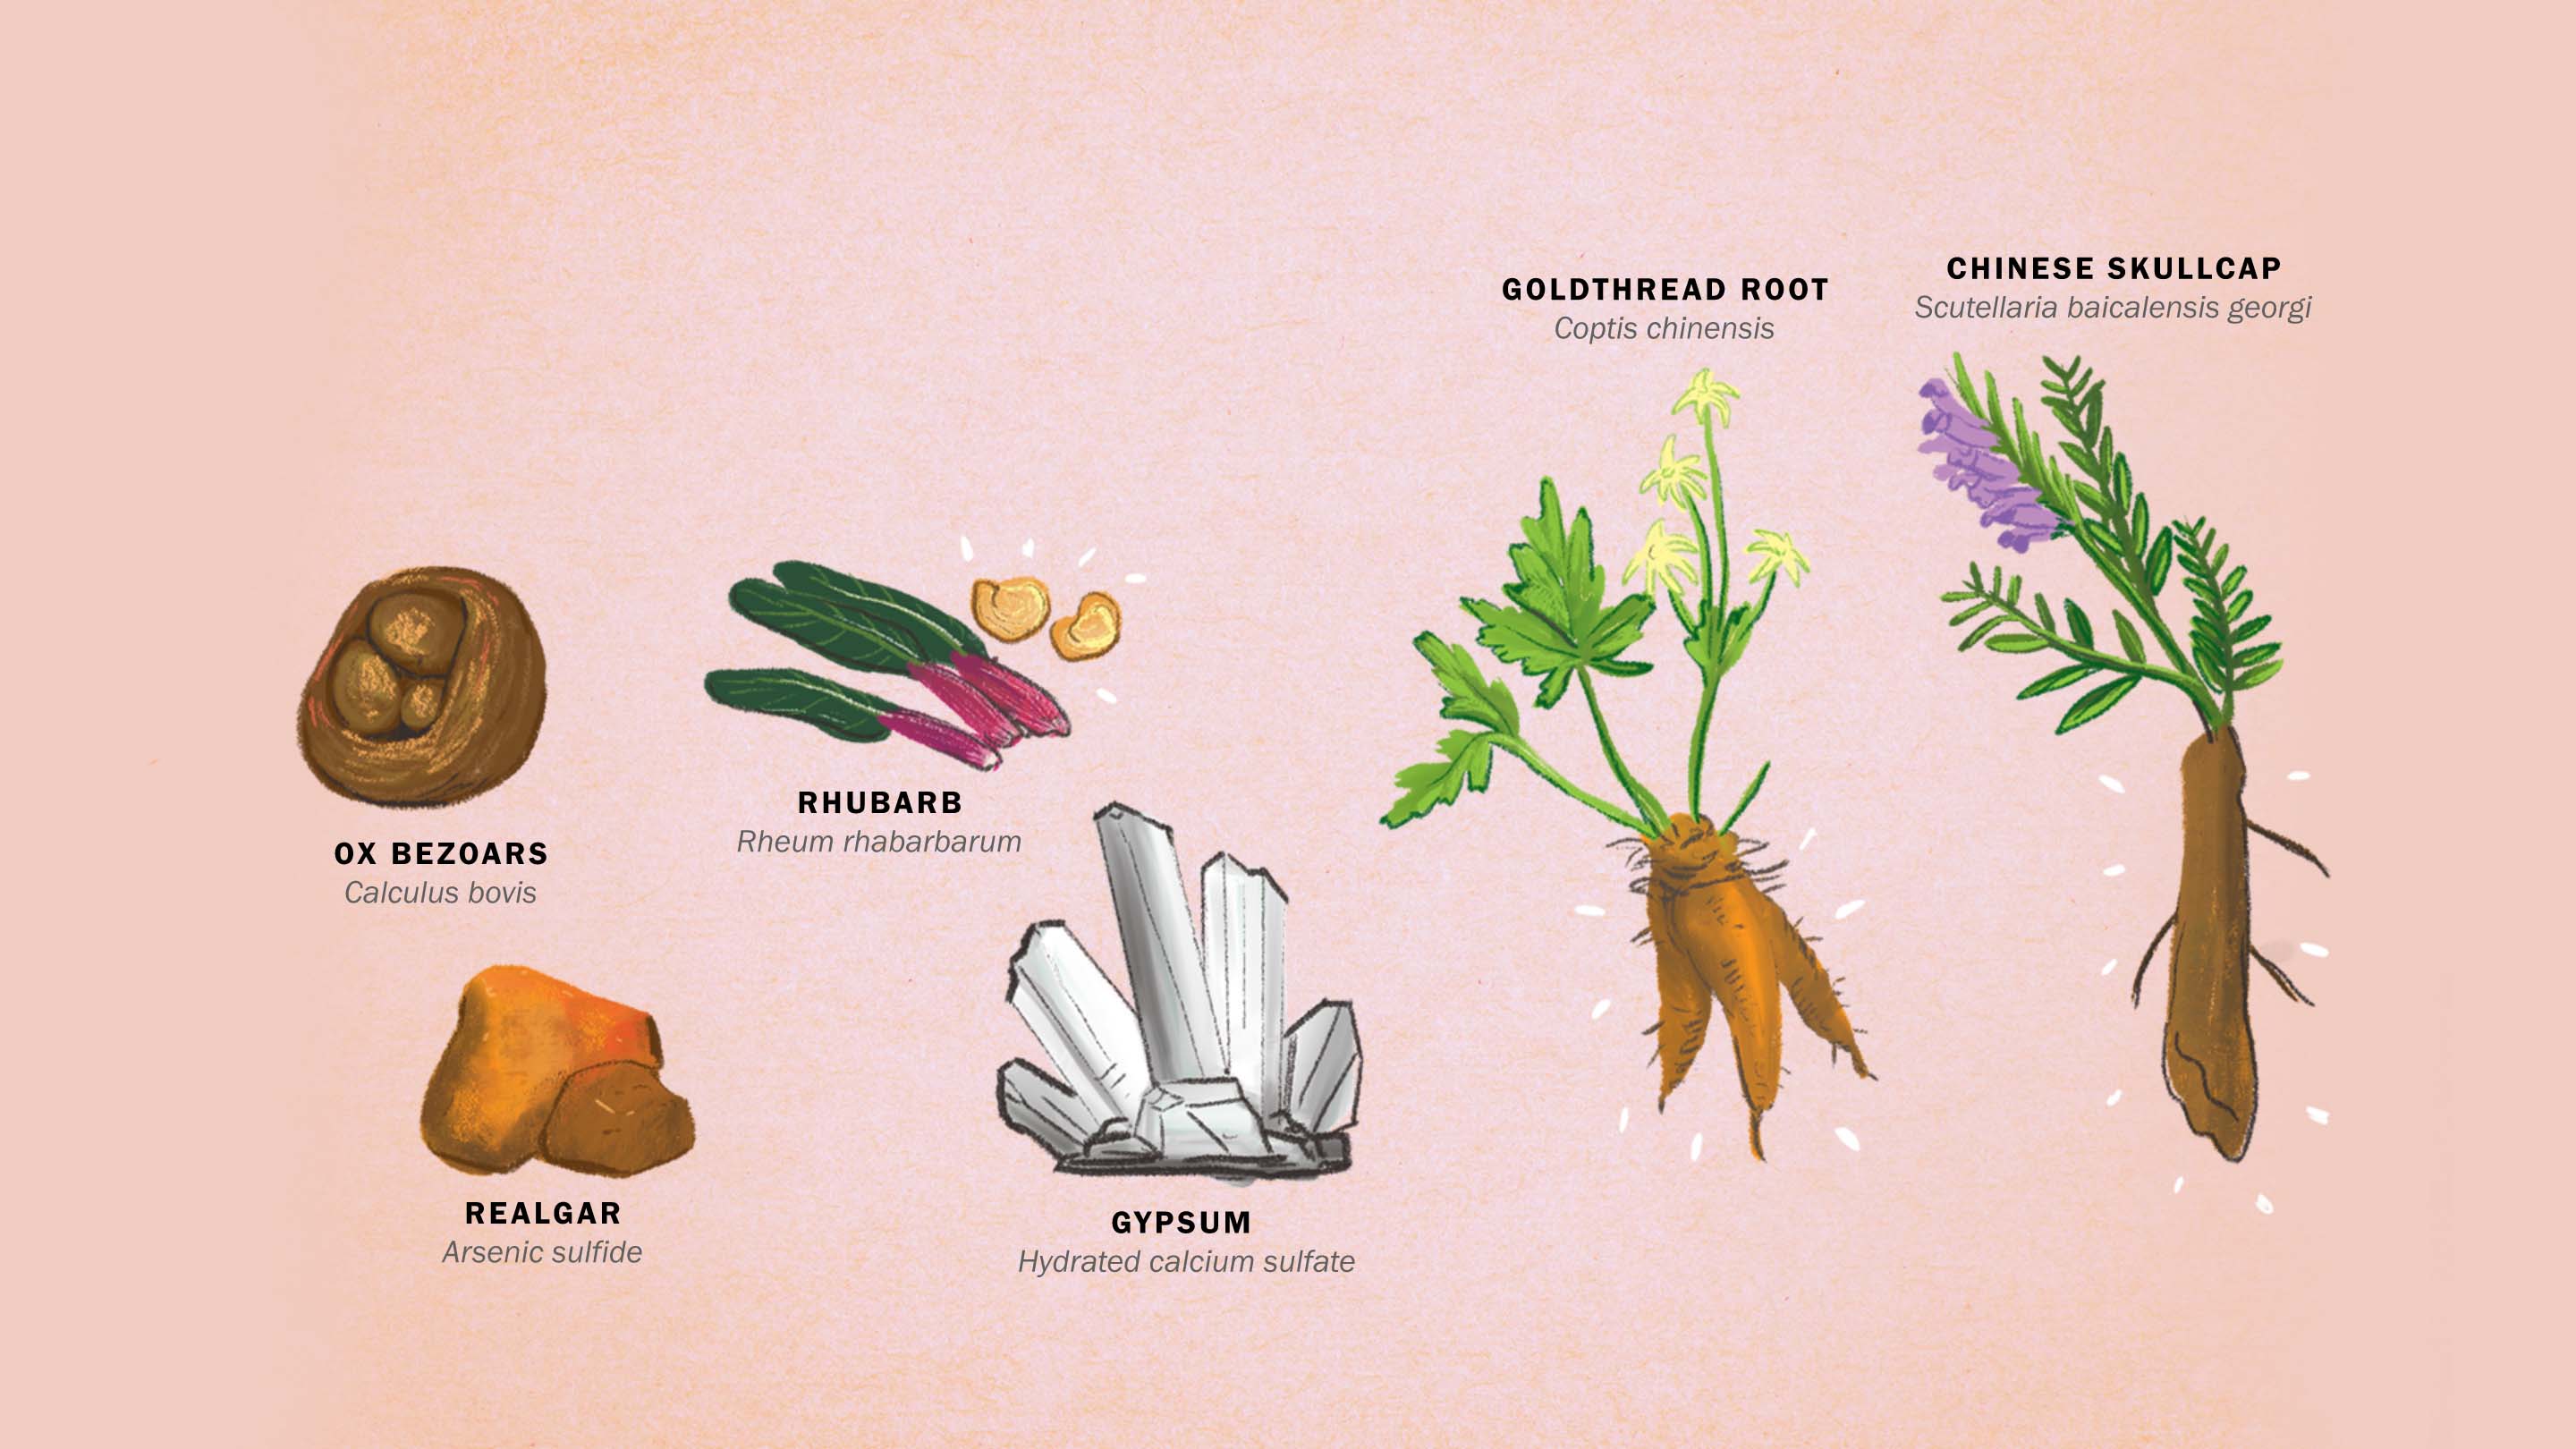 OX BEZOARS
Calculus bovis
RHUBARB
Rheum rhabarbarum
GOLDTHREAD ROOT
Coptis chinensis
CHINESE SKULLCAP
Scutellaria baicalensis georgi
REALGAR
Arsenic sulfide
GYPSUM
Hydrated calcium sulfate